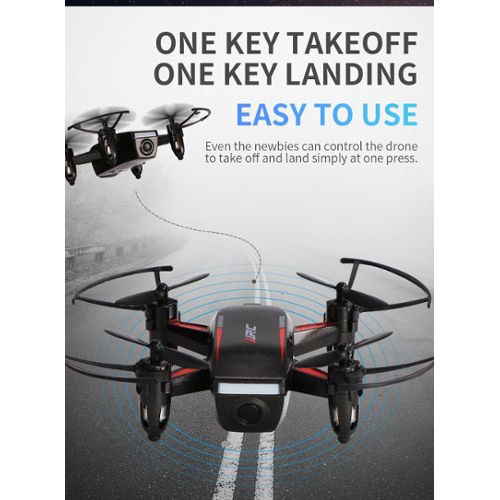 ONE KEY TAKEOFF
ONE KEY LANDING
EASY TO USE
Even the newbies can control the drone
to take off and land simply at one press.
JJRC